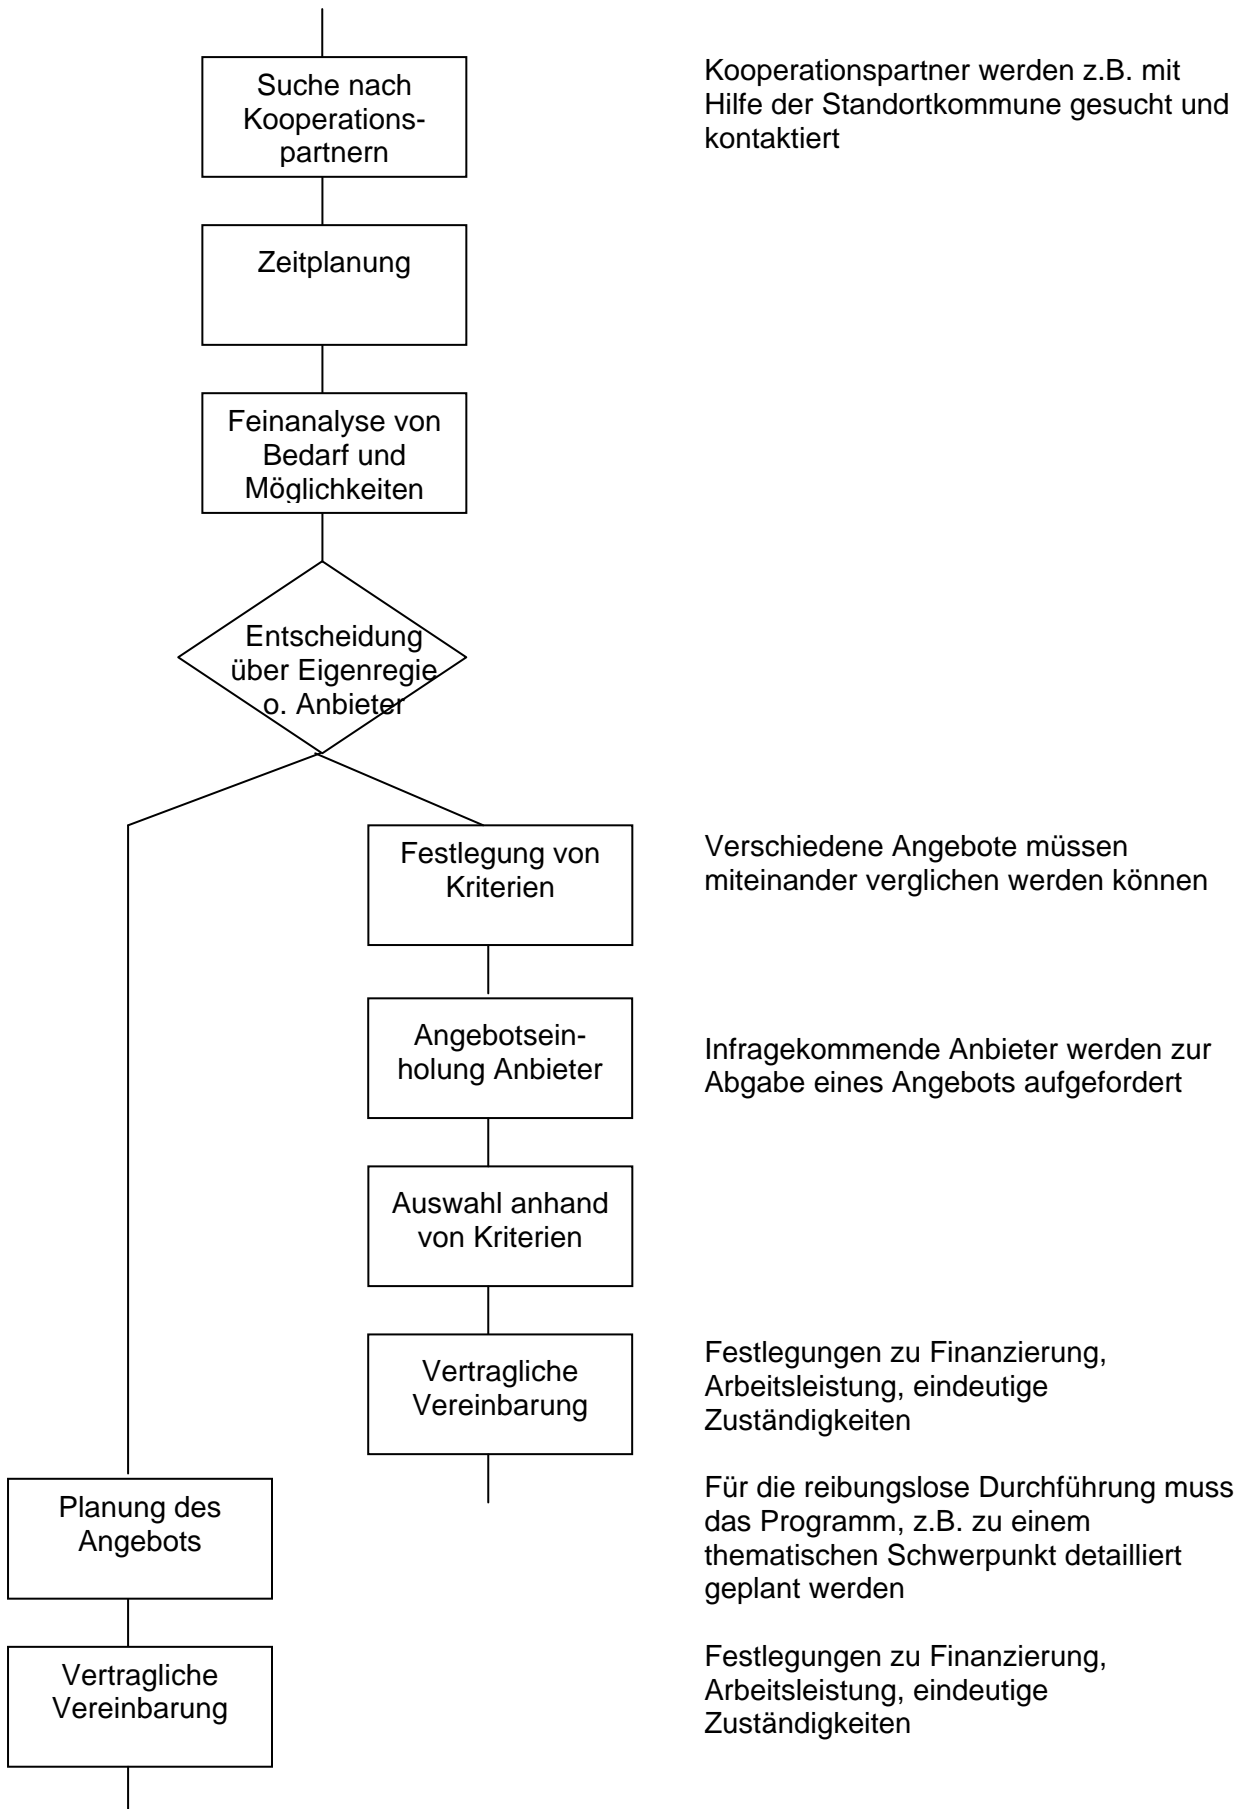 Suche nach
Kooperations-
partnern
Kooperationspartner werden z.B. mit
Hilfe der Standortkommune gesucht und
kontaktiert
Zeitplanung
Feinanalyse von
Bedarf und
Möglichkeiten
Entscheidung
über Eigenregie
o. Anbieter
Festlegung von
Kriterien
Verschiedene Angebote müssen
miteinander verglichen werden können
Angebotsein-
holung Anbieter
Infragekommende Anbieter werden zur
Abgabe eines Angebots aufgefordert
Auswahl anhand
von Kriterien
Vertragliche
Vereinbarung
Festlegungen zu Finanzierung,
Arbeitsleistung, eindeutige
Zuständigkeiten
Planung des
Angebots
Für die reibungslose Durchführung muss
das Programm, z.B. zu einem
thematischen Schwerpunkt detailliert
geplant werden
Vertragliche
Vereinbarung
Festlegungen zu Finanzierung,
Arbeitsleistung, eindeutige
Zuständigkeiten